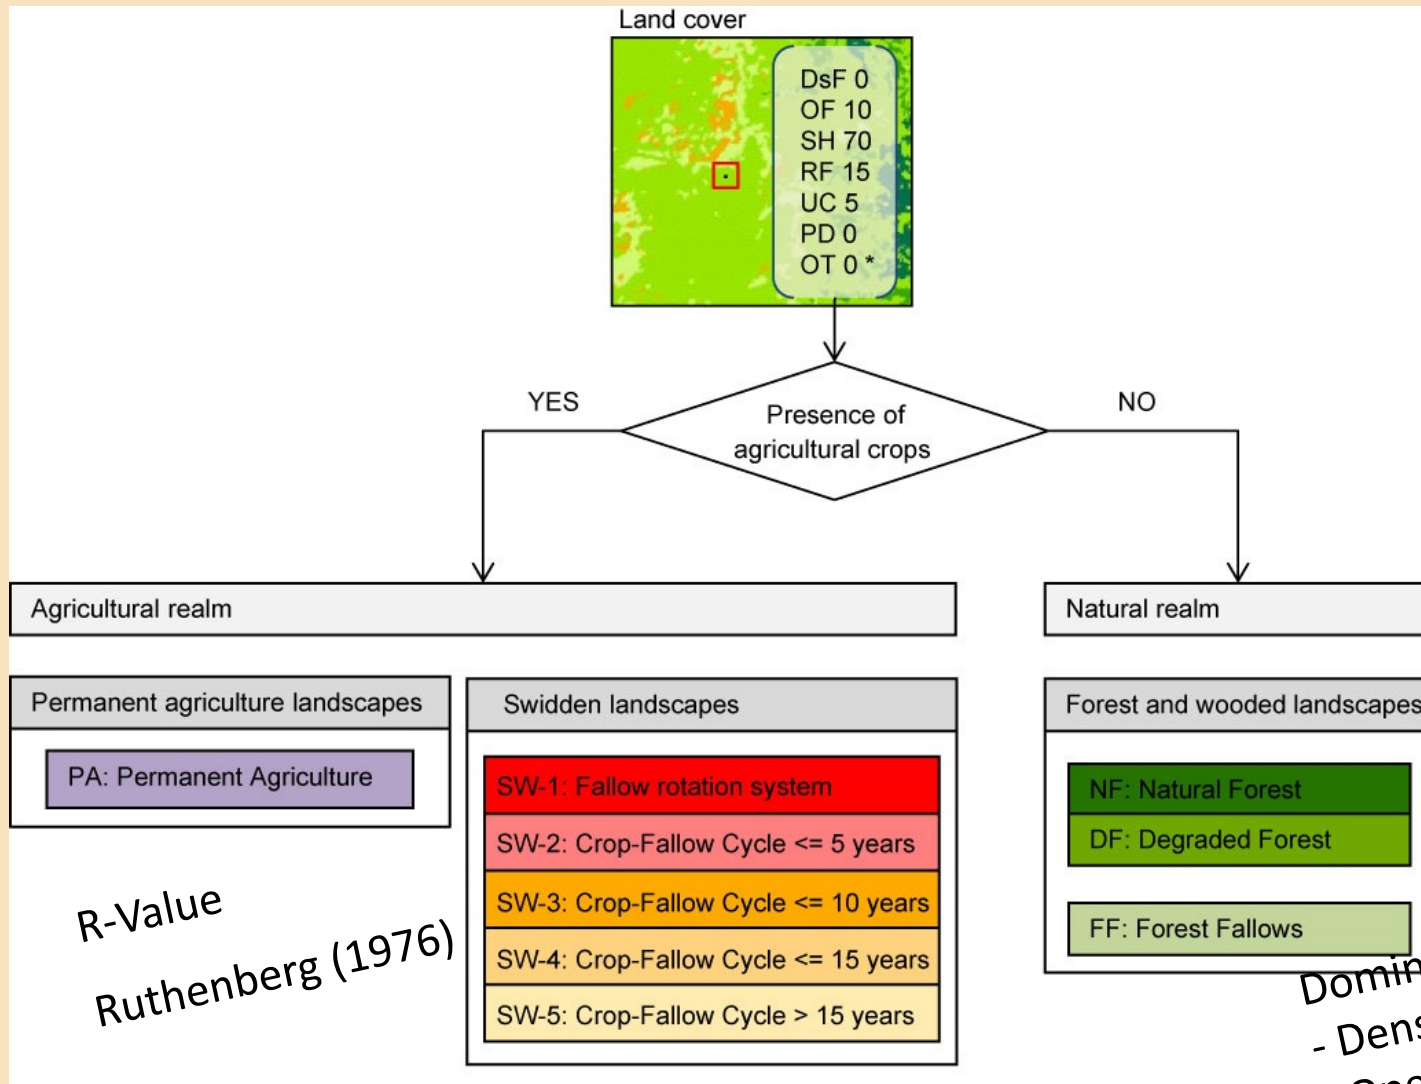 Land cover
DsF 0
OF 10
SH 70
RF 15
UC 5
PD 0
OT 0 *
YES
Presence of
agricultural crops
NO
Agricultural realm
Natural realm
Permanent agriculture landscapes
PA: Permanent Agriculture
Swidden landscapes
SW-1: Fallow rotation system
SW-2: Crop-Fallow Cycle <= 5 years
SW-3: Crop-Fallow Cycle <= 10 years
SW-4: Crop-Fallow Cycle <= 15 years
SW-5: Crop-Fallow Cycle > 15 years
Forest and wooded landscapes
NF: Natural Forest
DF: Degraded Forest
FF: Forest Fallows
R-Value
Ruthenberg (1976)